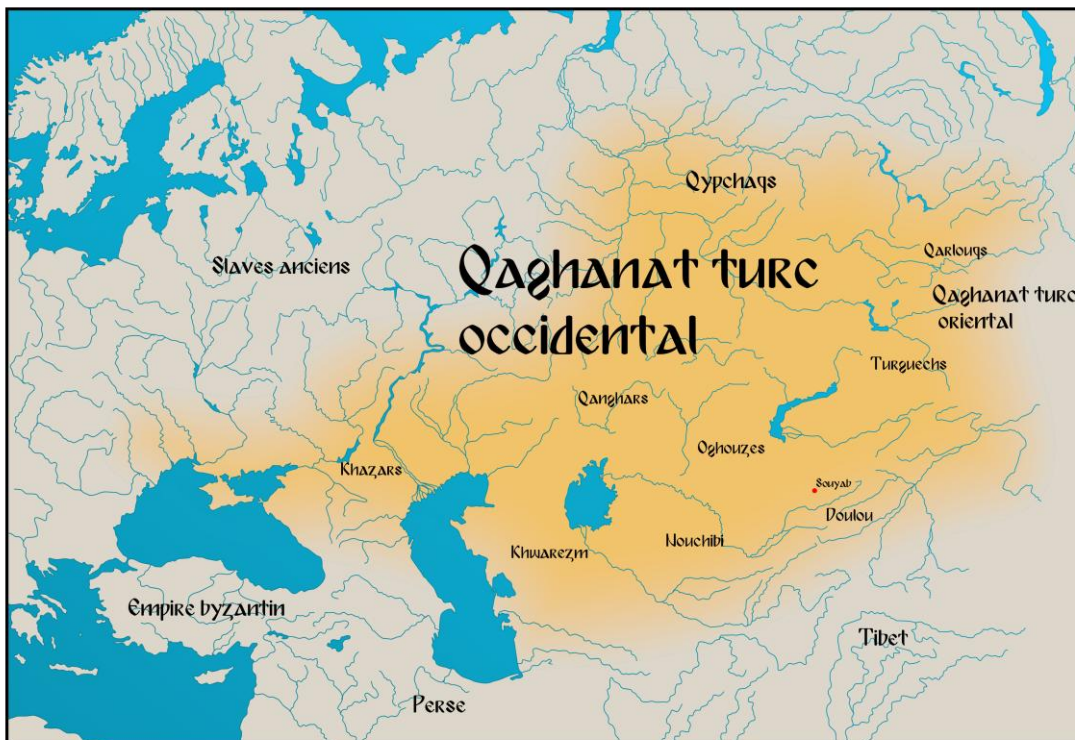 Qypchaqs
Slaves anciens
Qarlouqs
Qaghanat turc
occidental
Qaghanat turc
oriental
Turguechs
Qanghars
Oghouzes
Khazars
Souyab
Doulou
Nouchibi
Khwarezm
Empire byzantin
Tibet
Perse